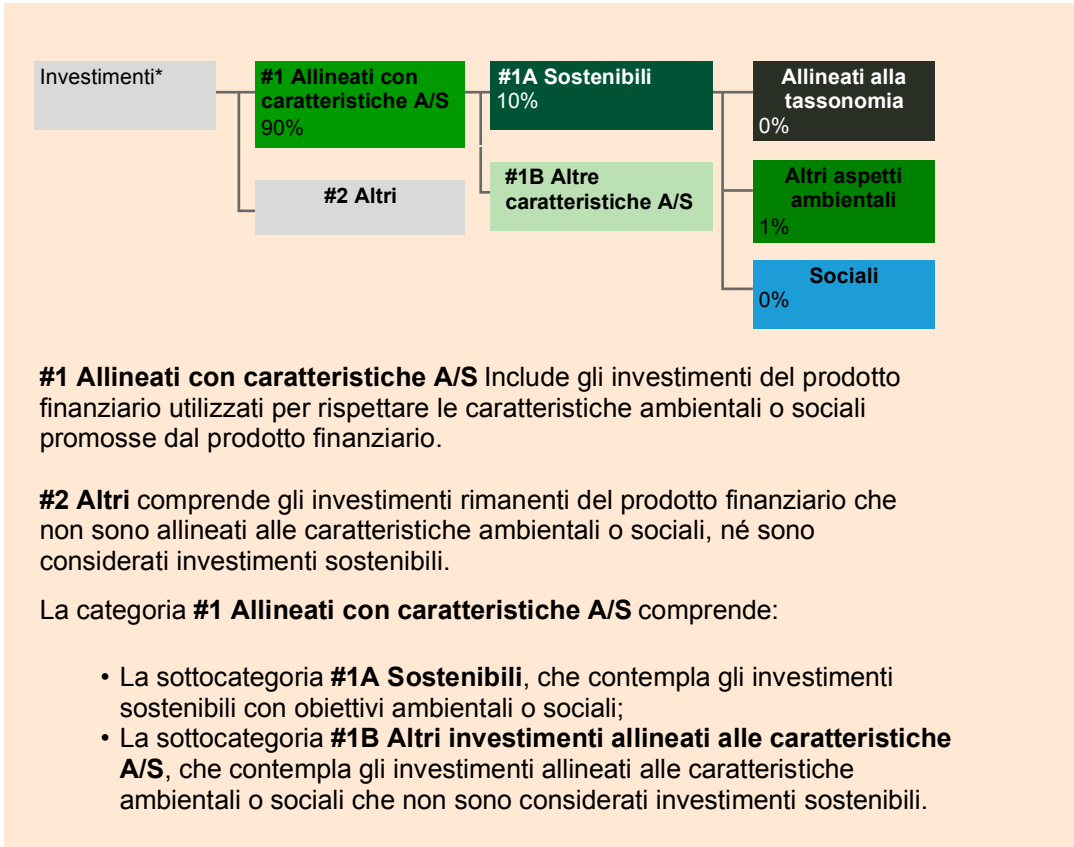 Investimenti*
#1 Allineati con
caratteristiche A/S
90%
#2 Altri
#1A Sostenibili
10%
#1B Altre
caratteristiche A/S
Allineati alla
tassonomia
0%
Altri aspetti
ambientali
1%
Sociali
0%
#1 Allineati con caratteristiche A/S Include gli investimenti del prodotto
finanziario utilizzati per rispettare le caratteristiche ambientali o sociali
promosse dal prodotto finanziario.
#2 Altri comprende gli investimenti rimanenti del prodotto finanziario che
non sono allineati alle caratteristiche ambientali o sociali, né sono
considerati investimenti sostenibili.
La categoria #1 Allineati con caratteristiche A/S comprende:
• La sottocategoria #1A Sostenibili, che contempla gli investimenti
sostenibili con obiettivi ambientali o sociali;
• La sottocategoria #1B Altri investimenti allineati alle caratteristiche
A/S, che contempla gli investimenti allineati alle caratteristiche
ambientali o sociali che non sono considerati investimenti sostenibili.